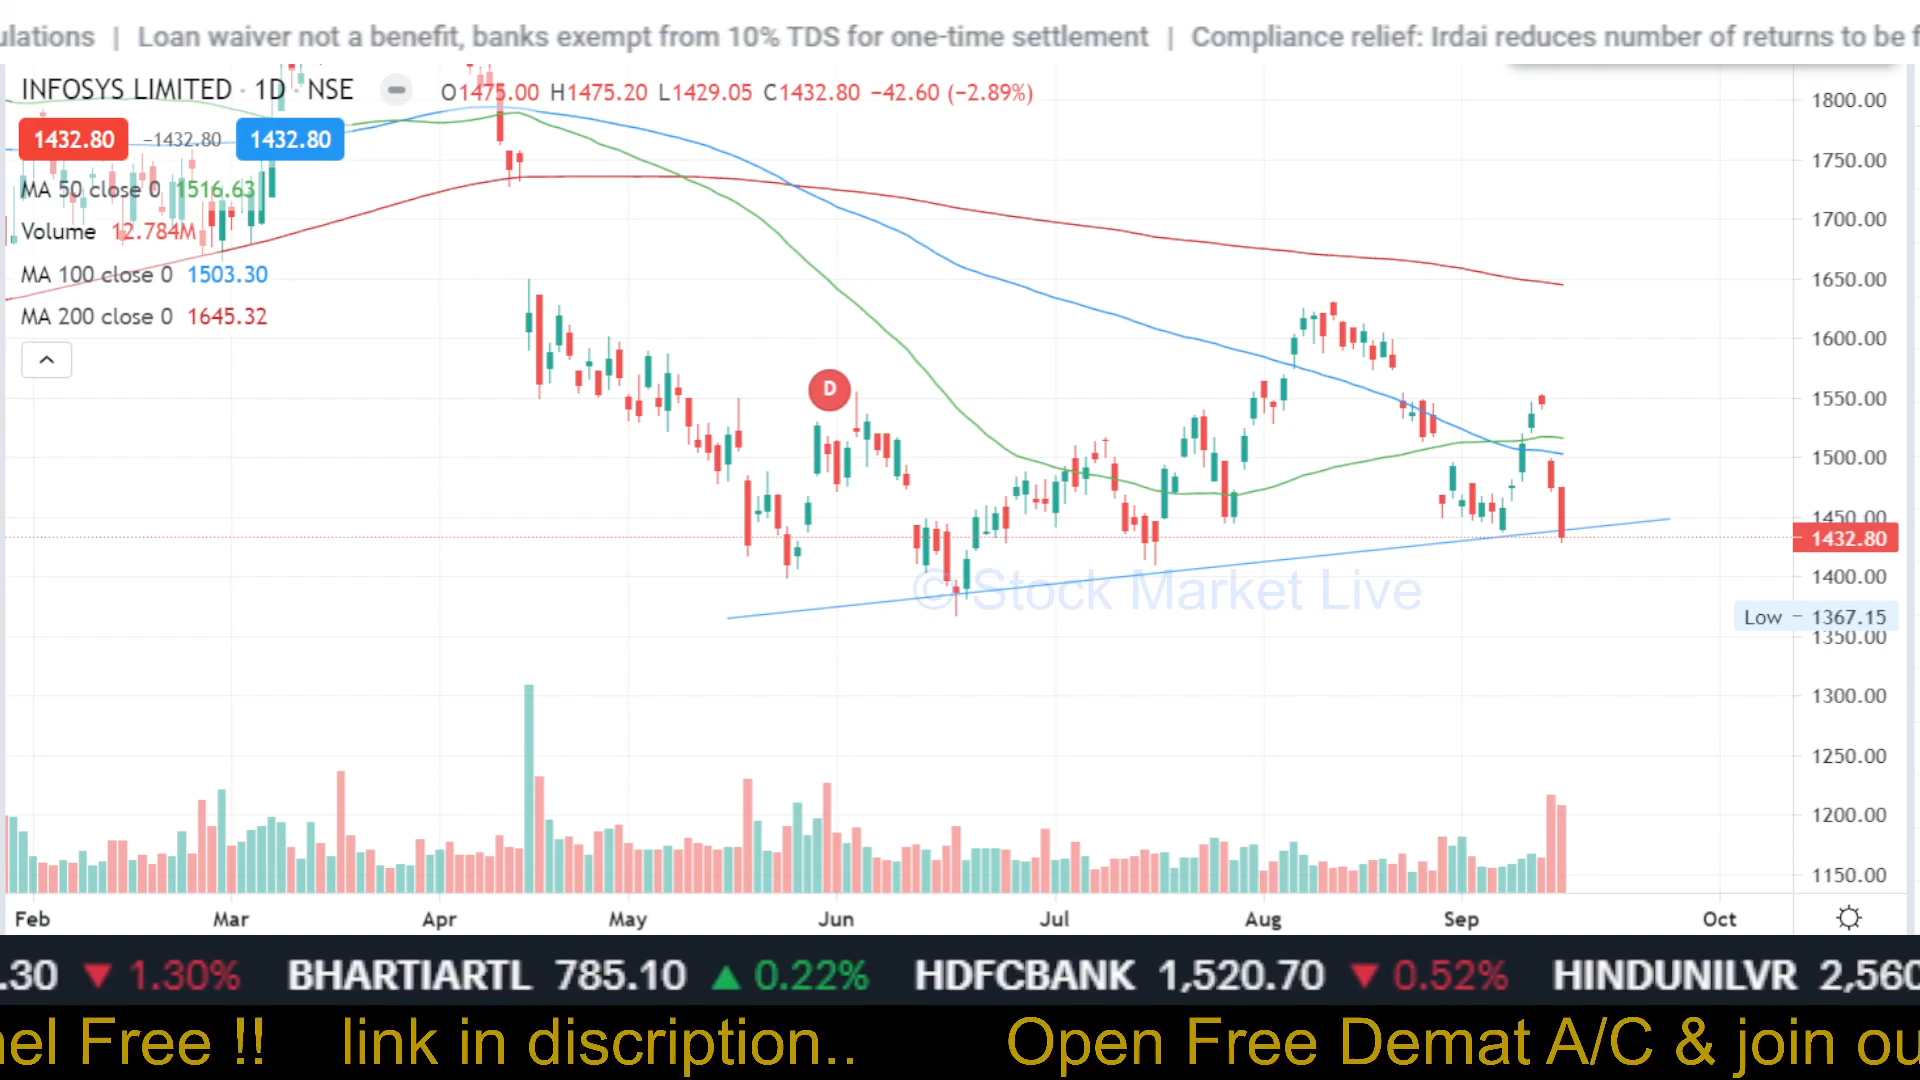 ulations | Loan waiver not a benefit, banks exempt from 10% TDS for one-time settlement | Compliance relief: Irdai reduces number of returns to be f
INFOSYS LIMITED · 1D · NSE O1475.00 H1475.20 L1429.05 C1432.80 −42.60 (−2.89%)
1432.80 −1432.80 1432.80
MA 50 close 0 1516.63
Volume 12.784M
MA 100 close 0 1503.30
MA 200 close 0 1645.32
D
© Stock Market Live
1800.00
1750.00
1700.00
1650.00
1600.00
1550.00
1500.00
1450.00
1432.80
1400.00
Low − 1367.15
1350.00
1300.00
1250.00
1200.00
1150.00
Feb Mar Apr May Jun Jul Aug Sep Oct
.30 ▼ 1.30% BHARTIARTL 785.10 ▲ 0.22% HDFCBANK 1,520.70 ▼ 0.52% HINDUNILVR 2,560
nel Free !! link in discription.. Open Free Demat A/C & join ou